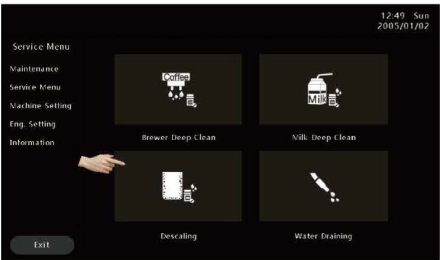 12:49 Sun
2005/01/02
Service Menu
Maintenance
Service Menu
Machine Setting
Eng. Setting
Information
Coffee
Milk
Brewer Deep Clean
Milk Deep Clean
Descaling
Water Draining
Exit